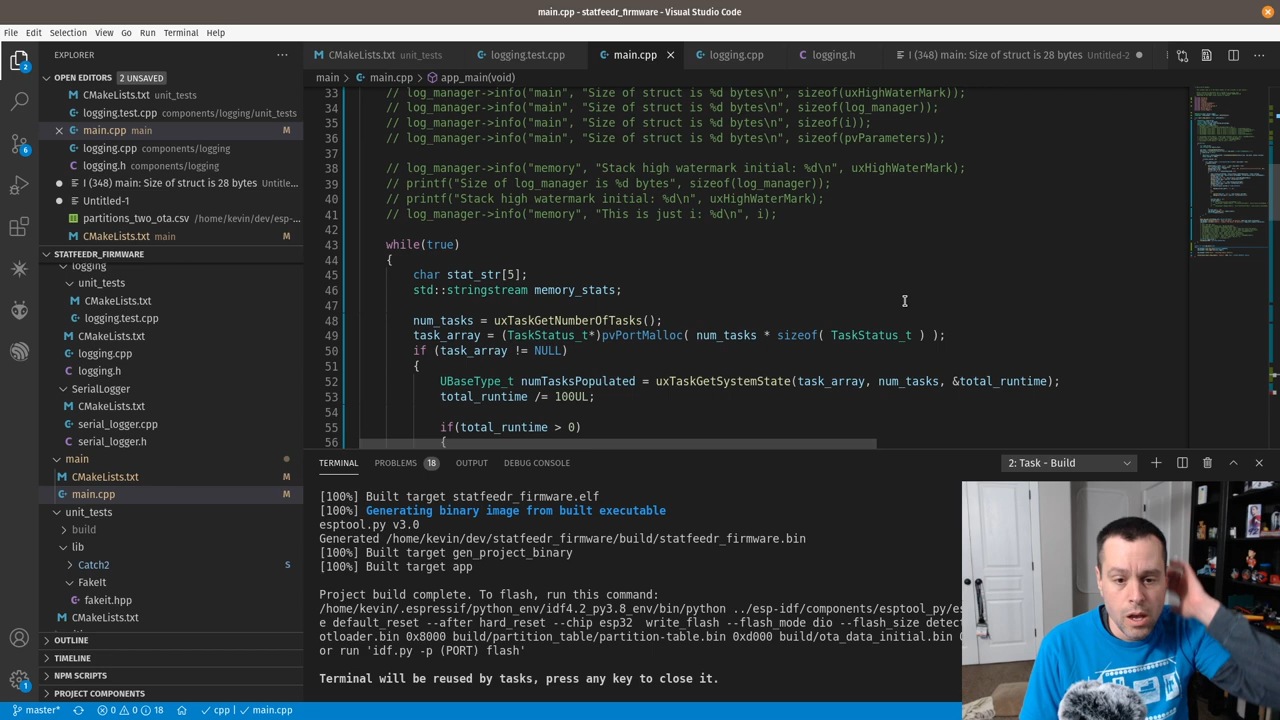 main.cpp - statfeedr_firmware - Visual Studio Code
File Edit Selection View Go Run Terminal Help
EXPLORER
OPEN EDITORS 2 UNSAVED
CMakeLists.txt unit_tests
logging.test.cpp components/logging/unit_tests
main.cpp main M
logging.cpp components/logging
logging.h components/logging
I (348) main: Size of struct is 28 bytes Untitle...
Untitled-1
partitions_two_ota.csv /home/kevin/dev/esp-...
CMakeLists.txt main M
STATFEEDR_FIRMWARE
logging
unit_tests
CMakeLists.txt
logging.test.cpp
CMakeLists.txt
logging.cpp
logging.h
SerialLogger
CMakeLists.txt
serial_logger.cpp
serial_logger.h
main
CMakeLists.txt M
main.cpp M
unit_tests
build
lib
Catch2 S
FakeIt
fakeit.hpp
CMakeLists.txt
OUTLINE
TIMELINE
NPM SCRIPTS
PROJECT COMPONENTS
2
6
1
CMakeLists.txt unit_tests logging.test.cpp main.cpp logging.cpp logging.h I (348) main: Size of struct is 28 bytes Untitled-2
main > main.cpp > app_main(void)
33 // log_manager->info("main", "Size of struct is %d bytes\n", sizeof(uxHighWaterMark));
34 // log_manager->info("main", "Size of struct is %d bytes\n", sizeof(log_manager));
35 // log_manager->info("main", "Size of struct is %d bytes\n", sizeof(i));
36 // log_manager->info("main", "Size of struct is %d bytes\n", sizeof(pvParameters));
37
38 // log_manager->info("memory", "Stack high watermark initial: %d\n", uxHighWaterMark);
39 // printf("Size of log_manager is %d bytes", sizeof(log_manager));
40 // printf("Stack high watermark initial: %d\n", uxHighWaterMark);
41 // log_manager->info("memory", "This is just i: %d\n", i);
42
43 while(true)
44 {
45 char stat_str[5];
46 std::stringstream memory_stats;
47
48 num_tasks = uxTaskGetNumberOfTasks();
49 task_array = (TaskStatus_t*)pvPortMalloc( num_tasks * sizeof( TaskStatus_t ) );
50 if (task_array != NULL)
51 {
52 UBaseType_t numTasksPopulated = uxTaskGetSystemState(task_array, num_tasks, &total_runtime);
53 total_runtime /= 100UL;
54
55 if(total_runtime > 0)
56 {
TERMINAL PROBLEMS 18 OUTPUT DEBUG CONSOLE 2: Task - Build
[100%] Built target statfeedr_firmware.elf
[100%] Generating binary image from built executable
esptool.py v3.0
Generated /home/kevin/dev/statfeedr_firmware/build/statfeedr_firmware.bin
[100%] Built target gen_project_binary
[100%] Built target app
Project build complete. To flash, run this command:
/home/kevin/.espressif/python_env/idf4.2_py3.8_env/bin/python ../esp-idf/components/esptool_py/es
e default_reset --after hard_reset --chip esp32 write_flash --flash_mode dio --flash_size detec
otloader.bin 0x8000 build/partition_table/partition-table.bin 0xd000 build/ota_data_initial.bin
or run 'idf.py -p (PORT) flash'
Terminal will be reused by tasks, press any key to close it.
master* 0 0 18 cpp main.cpp